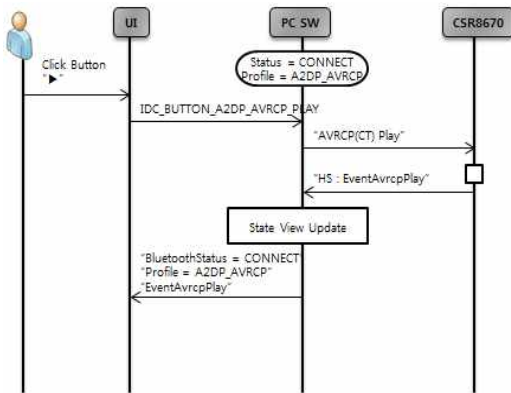 UI
PC SW
CSR8670
Status = CONNECT
Profile = A2DP_AVRCP
Click Button
"▶"
IDC_BUTTON_A2DP_AVRCP_PLAY
"AVRCP(CT) Play"
"HS : EventAvrcpPlay"
State View Update
"BluetoothStatus = CONNECT"
"Profile = A2DP_AVRCP"
"EventAvrcpPlay"